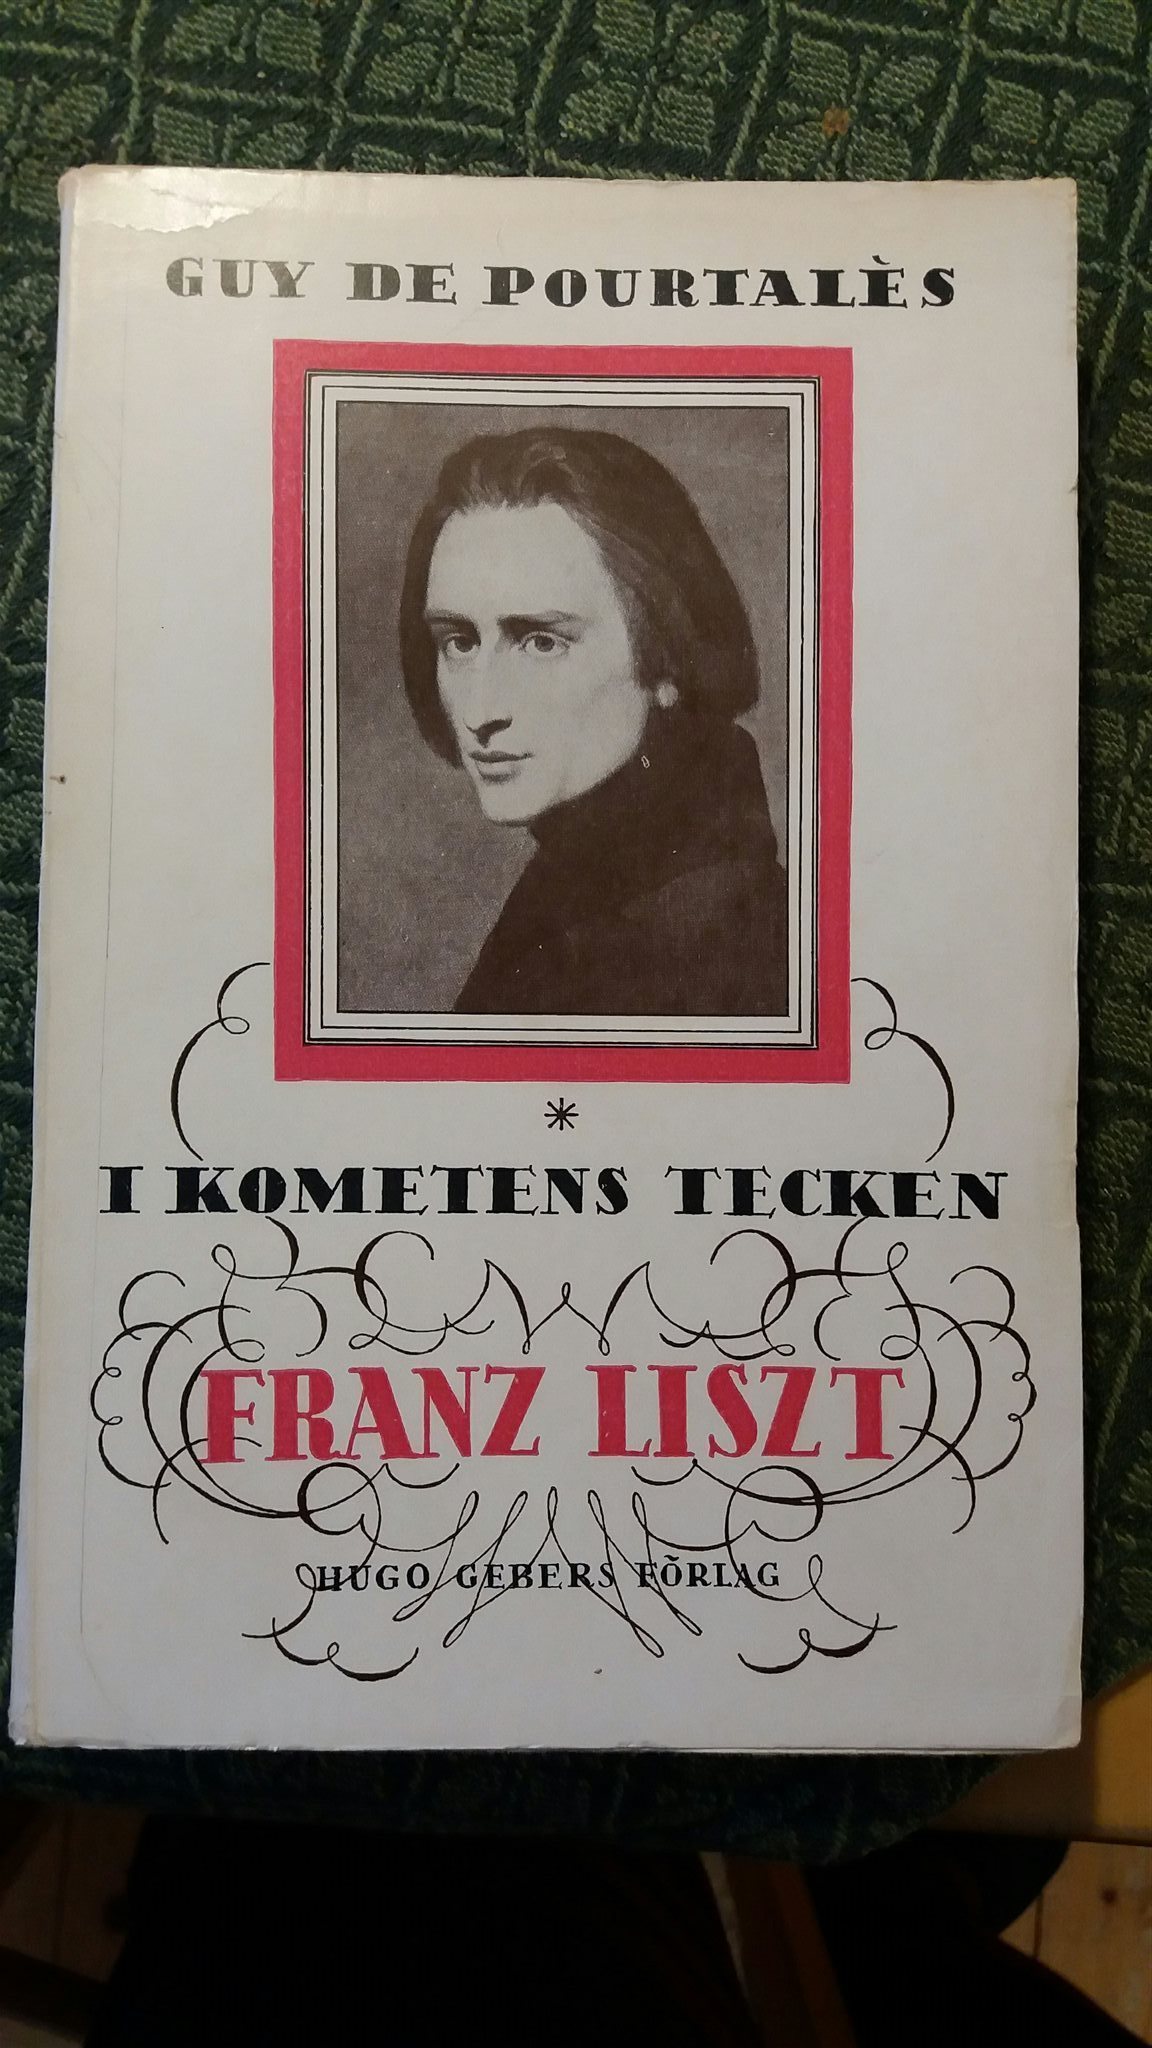 GUY DE POURTALÈS
*
I KOMETENS TECKEN
FRANZ LISZT
HUGO GEBERS FÖRLAG